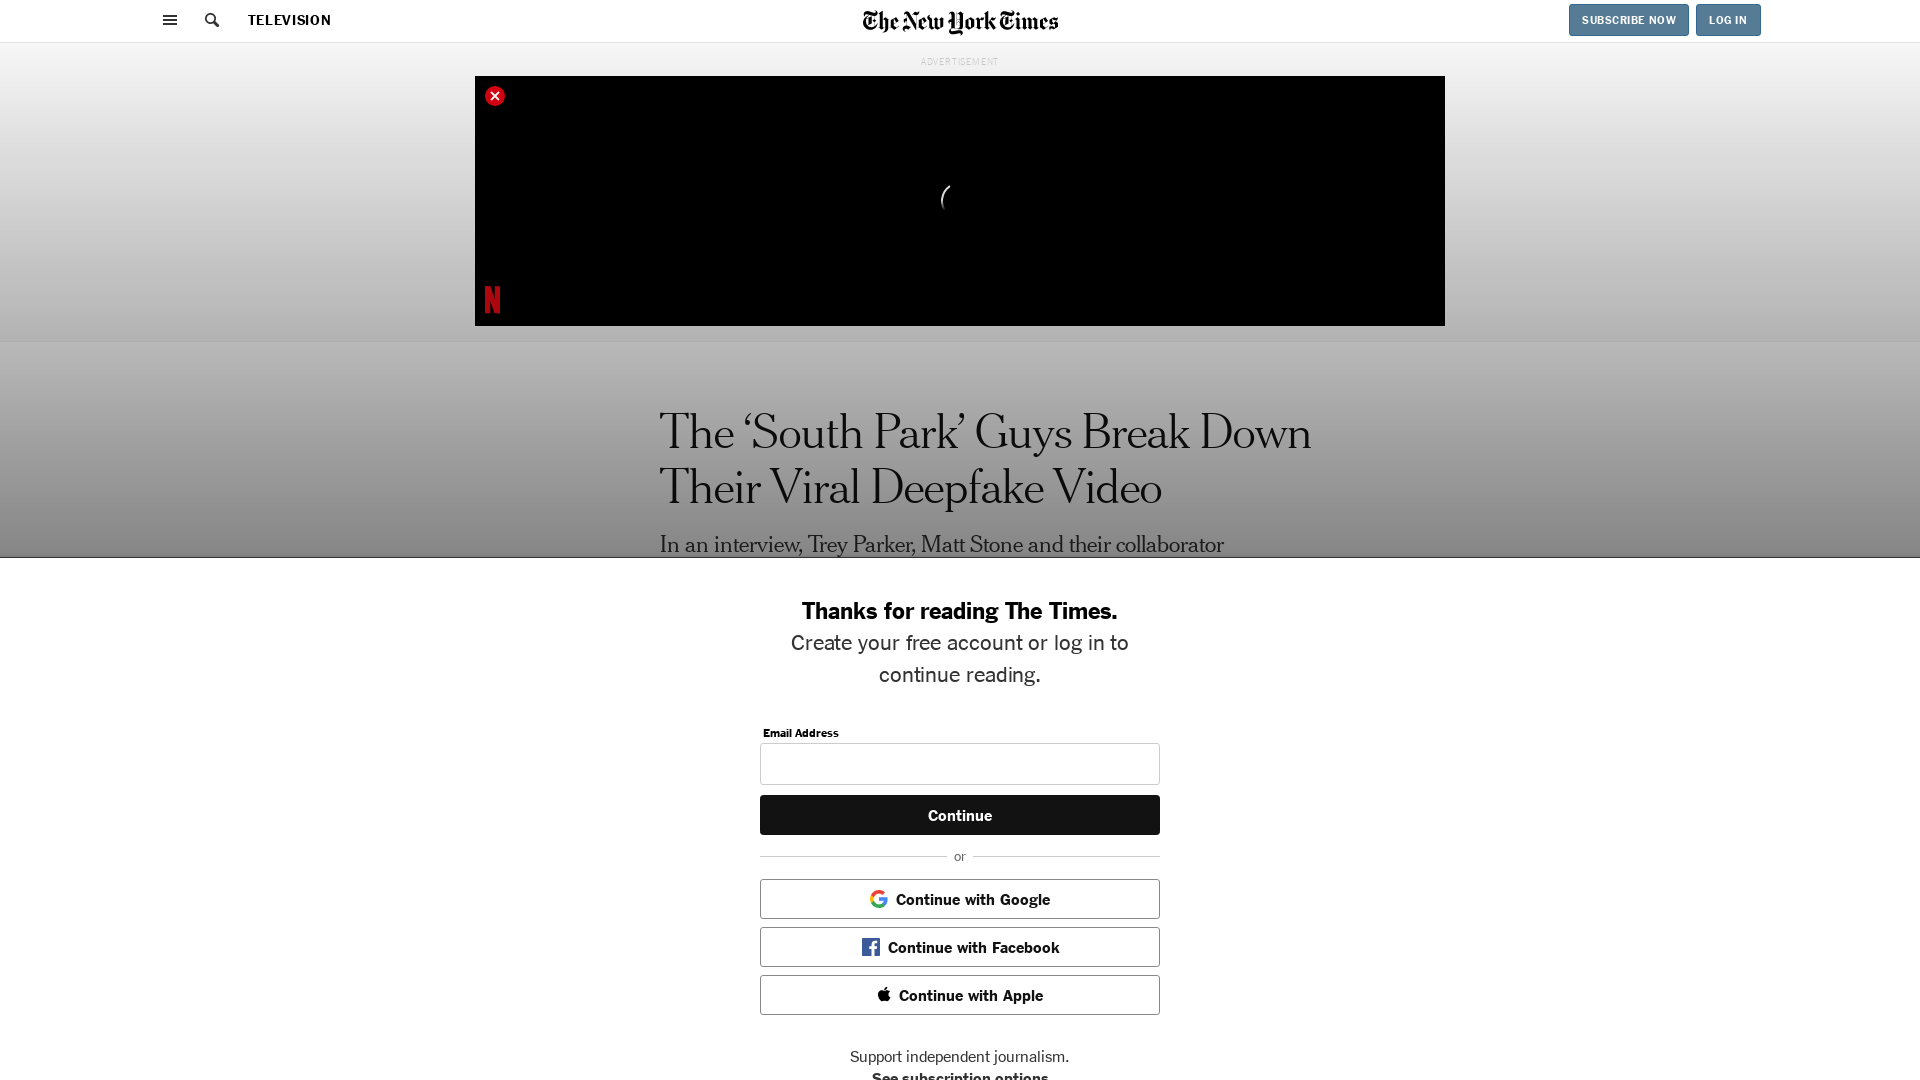 TELEVISION
The New York Times
SUBSCRIBE NOW
LOG IN
ADVERTISEMENT
N
The ‘South Park’ Guys Break Down
Their Viral Deepfake Video
In an interview, Trey Parker, Matt Stone and their collaborator
Thanks for reading The Times.
Create your free account or log in to
continue reading.
Email Address
Continue
or
Continue with Google
Continue with Facebook
Continue with Apple
Support independent journalism.
See subscription options